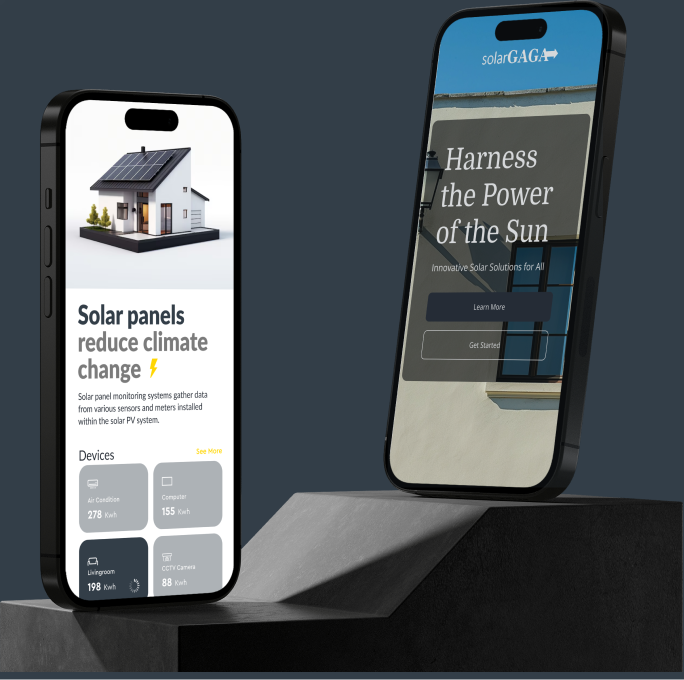 Solar panels
reduce climate
change
Solar panel monitoring systems gather data
from various sensors and meters installed
within the solar PV system.
Devices
See More
Air Condition
278 Kwh
Computer
155 Kwh
Livingroom
198 Kwh
CCTV Camera
88 Kwh
solarGAGA
Harness
the Power
of the Sun
Innovative Solar Solutions for All
Learn More
Get Started